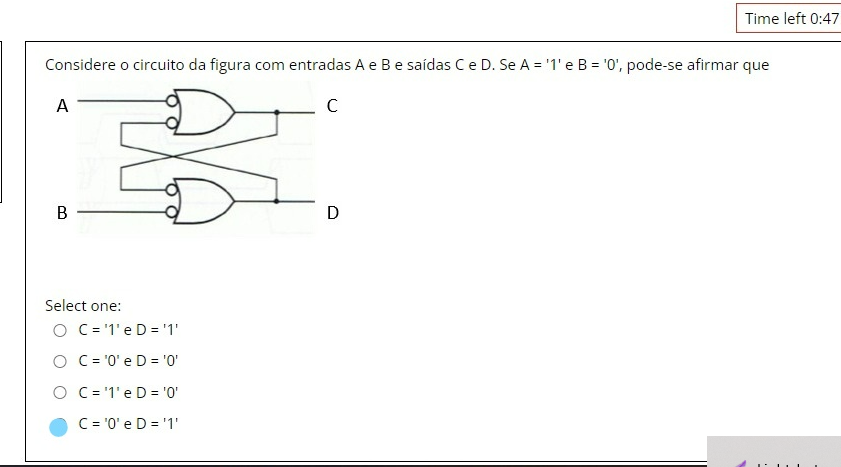 Time left 0:47
Considere o circuito da figura com entradas A e B e saídas C e D. Se A = '1' e B = '0', pode-se afirmar que
A
C
B
D
Select one:
C = '1' e D = '1'
C = '0' e D = '0'
C = '1' e D = '0'
C = '0' e D = '1'